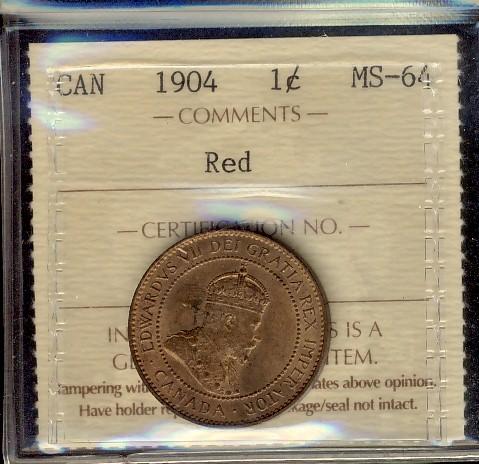 CAN 1904 1¢ MS-64
— COMMENTS —
Red
— CERTIFICATION NO. —
EDWARDVS VII DEI GRATIA REX IMPERATOR
CANADA
IN S IS A
G ITEM.
ampering wit ates above opinion.
Have holder r kage/seal not intact.